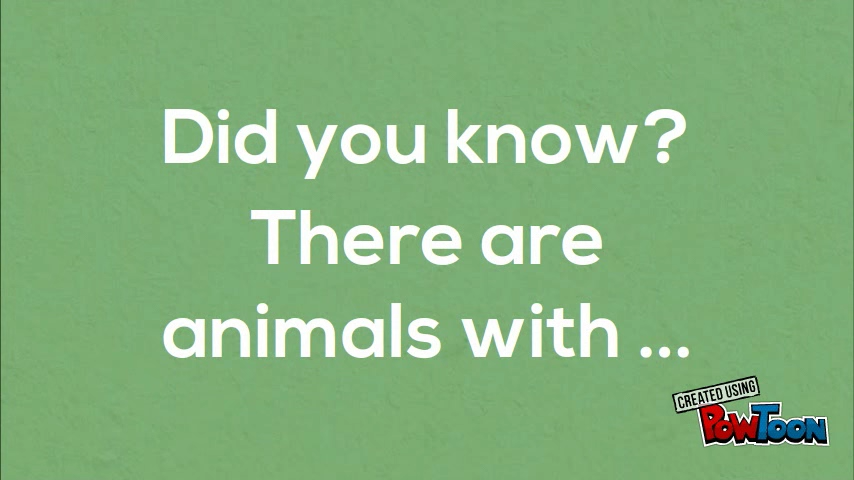 Did you know?
There are
animals with ...
CREATED USING
POWTOON